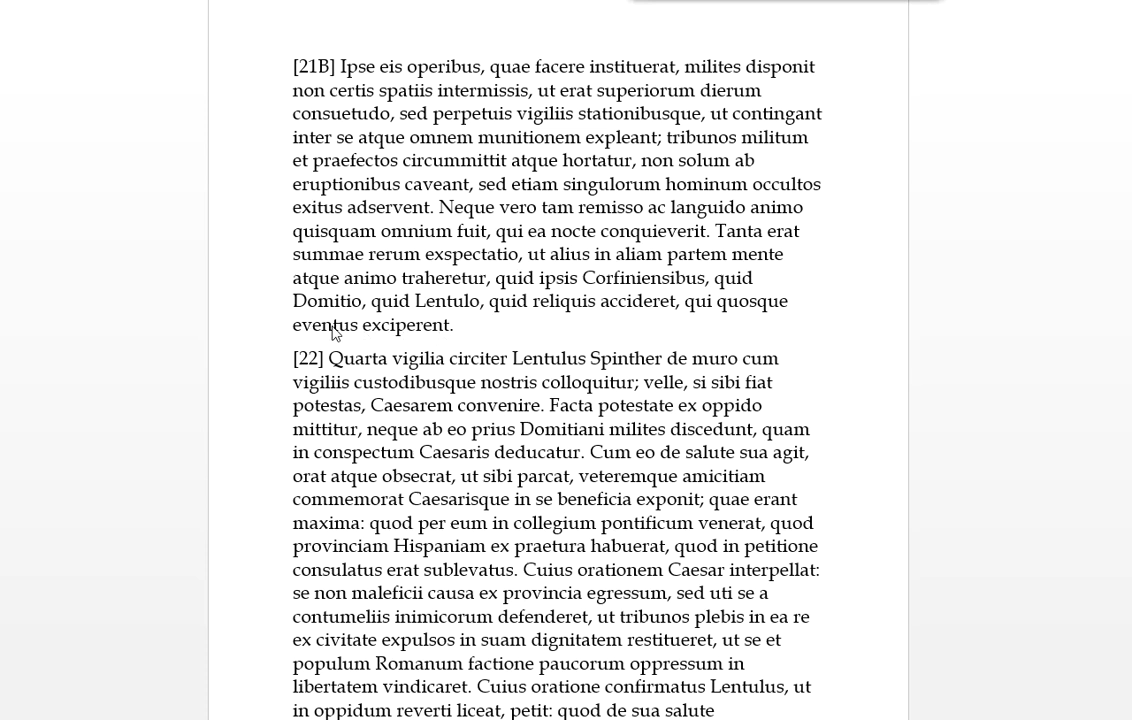 [21B] Ipse eis operibus, quae facere instituerat, milites disponit
non certis spatiis intermissis, ut erat superiorum dierum
consuetudo, sed perpetuis vigiliis stationibusque, ut contingant
inter se atque omnem munitionem expleant; tribunos militum
et praefectos circummittit atque hortatur, non solum ab
eruptionibus caveant, sed etiam singulorum hominum occultos
exitus adservent. Neque vero tam remisso ac languido animo
quisquam omnium fuit, qui ea nocte conquieverit. Tanta erat
summae rerum exspectatio, ut alius in aliam partem mente
atque animo traheretur, quid ipsis Corfiniensibus, quid
Domitio, quid Lentulo, quid reliquis accideret, qui quosque
eventus exciperent.
[22] Quarta vigilia circiter Lentulus Spinther de muro cum
vigiliis custodibusque nostris colloquitur; velle, si sibi fiat
potestas, Caesarem convenire. Facta potestate ex oppido
mittitur, neque ab eo prius Domitiani milites discedunt, quam
in conspectum Caesaris deducatur. Cum eo de salute sua agit,
orat atque obsecrat, ut sibi parcat, veteremque amicitiam
commemorat Caesarisque in se beneficia exponit; quae erant
maxima: quod per eum in collegium pontificum venerat, quod
provinciam Hispaniam ex praetura habuerat, quod in petitione
consulatus erat sublevatus. Cuius orationem Caesar interpellat:
se non maleficii causa ex provincia egressum, sed uti se a
contumeliis inimicorum defenderet, ut tribunos plebis in ea re
ex civitate expulsos in suam dignitatem restitueret, ut se et
populum Romanum factione paucorum oppressum in
libertatem vindicaret. Cuius oratione confirmatus Lentulus, ut
in oppidum reverti liceat, petit: quod de sua salute